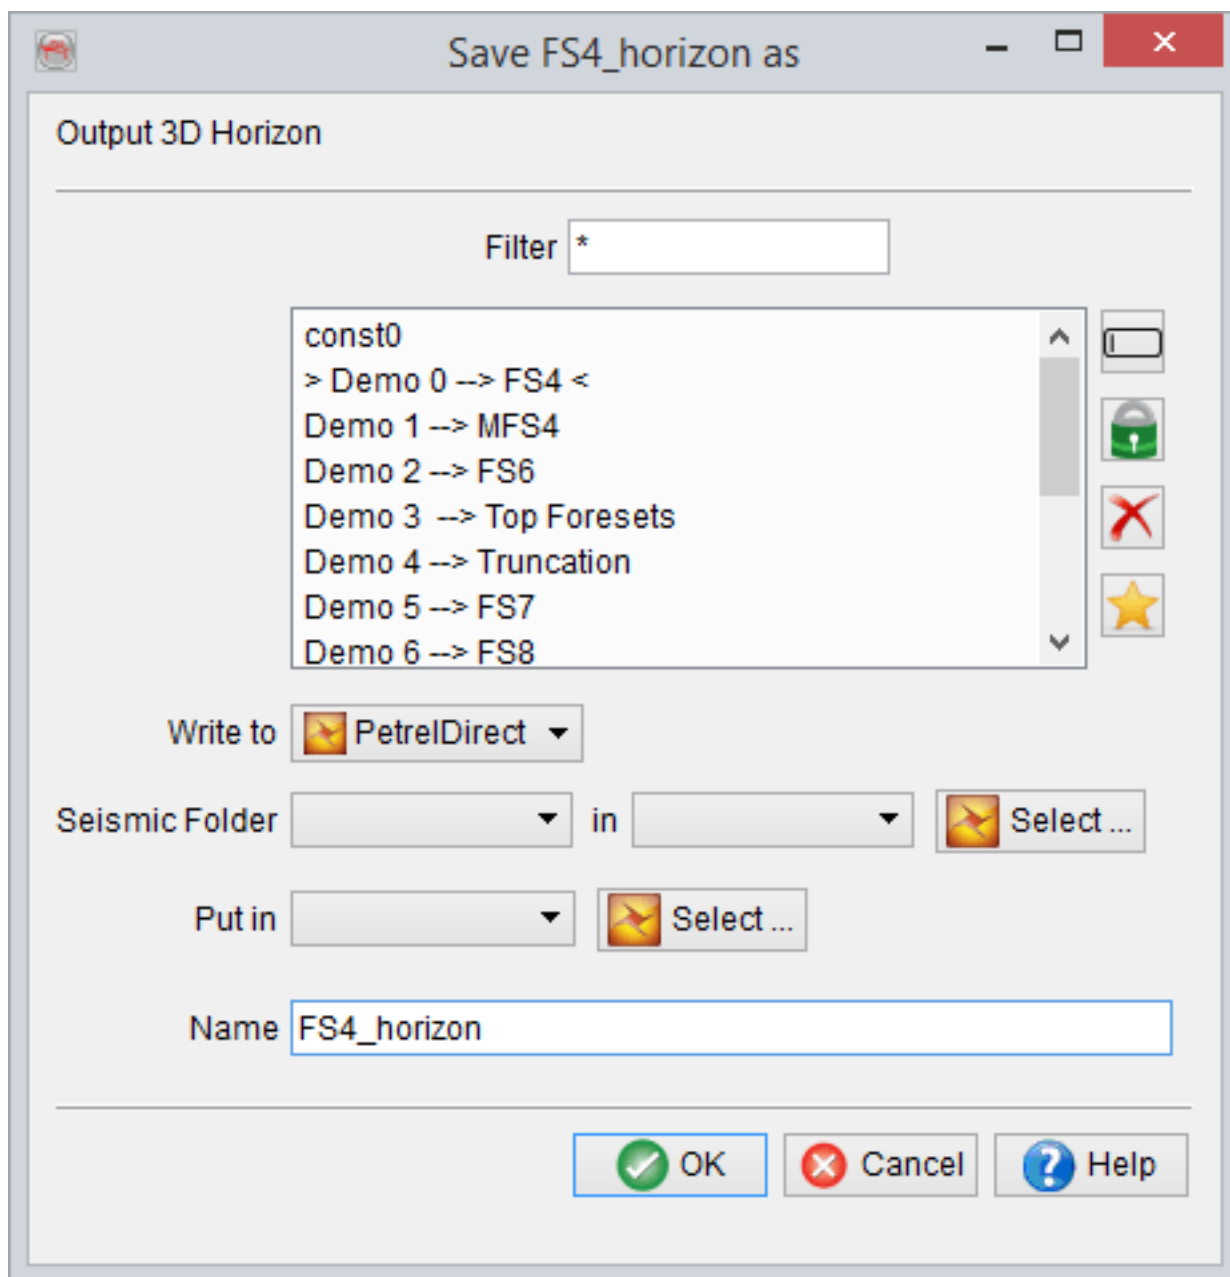 Save FS4_horizon as
Output 3D Horizon
Filter *
const0
> Demo 0 --> FS4 <
Demo 1 --> MFS4
Demo 2 --> FS6
Demo 3  --> Top Foresets
Demo 4 --> Truncation
Demo 5 --> FS7
Demo 6 --> FS8
Write to PetrelDirect
Seismic Folder in Select ...
Put in Select ...
Name FS4_horizon
OK Cancel Help